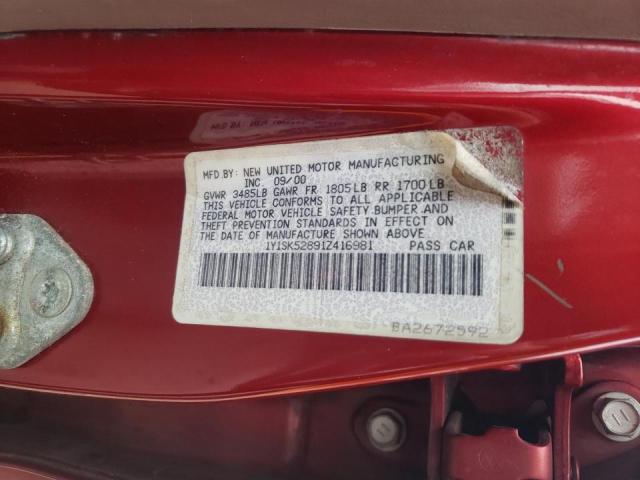 MFD.BY: NEW UNITED MOTOR MANUFACTURING
INC. 09/00
GVWR 3485LB GAWR FR 1805LB RR 1700LB
THIS VEHICLE CONFORMS TO ALL APPLICABLE
FEDERAL MOTOR VEHICLE SAFETY, BUMPER AND
THEFT PREVENTION STANDARDS IN EFFECT ON
THE DATE OF MANUFACTURE SHOWN ABOVE
1Y1SK52891Z416981 PASS CAR
BA2672592